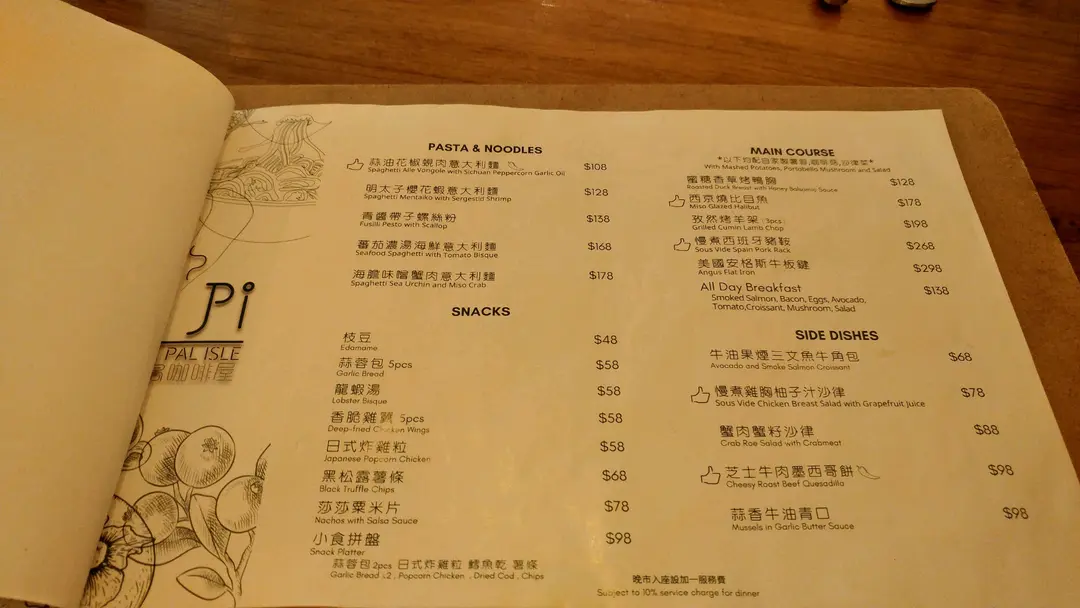 Pi
PAL ISLE
咖啡屋
PASTA & NOODLES
蒜油花椒蜆肉意大利麵 $108
Spaghetti Alle Vongole with Sichuan Peppercorn Garlic Oil
明太子櫻花蝦意大利麵 $128
Spaghetti Mentaiko with Sergestid Shrimp
青醬帶子螺絲粉 $138
Fusilli Pesto with Scallop
蕃茄濃湯海鮮意大利麵 $168
Seafood Spaghetti with Tomato Bisque
海膽味噌蟹肉意大利麵 $178
Spaghetti Sea Urchin and Miso Crab
SNACKS
枝豆 $48
Edamame
蒜蓉包 5pcs $58
Garlic Bread
龍蝦湯 $58
Lobster Bisque
香脆雞翼 5pcs $58
Deep-fried Chicken Wings
日式炸雞粒 $58
Japanese Popcorn Chicken
黑松露薯條 $68
Black Truffle Chips
莎莎粟米片 $78
Nachos with Salsa Sauce
小食拼盤 $98
Snack Platter
蒜蓉包 2pcs 日式炸雞粒 鱈魚乾 薯條
Garlic Bread x2 , Popcorn Chicken , Dried Cod , Chips
MAIN COURSE
*以下均配自家製薯蓉,啡菇,沙律菜*
With Mashed Potatoes, Portobello Mushroom and Salad
蜜糖香草烤鴨胸 $128
Roasted Duck Breast with Honey Balsamic Sauce
西京燒比目魚 $178
Miso Glazed Halibut
孜然烤羊架 (3pcs) $198
Grilled Cumin Lamb Chop
慢煮西班牙豬鞍 $268
Sous Vide Spain Pork Rack
美國安格斯牛板鍵 $298
Angus Flat Iron
All Day Breakfast $138
Smoked Salmon, Bacon, Eggs, Avocado,
Tomato,Croissant, Mushroom, Salad
SIDE DISHES
牛油果煙三文魚牛角包 $68
Avocado and Smoke Salmon Croissant
慢煮雞胸柚子汁沙律 $78
Sous Vide Chicken Breast Salad with Grapefruit Juice
蟹肉蟹籽沙律 $88
Crab Roe Salad with Crabmeat
芝士牛肉墨西哥餅 $98
Cheesy Roast Beef Quesadilla
蒜香牛油青口 $98
Mussels in Garlic Butter Sauce
晚市入座設加一服務費
Subject to 10% service charge for dinner